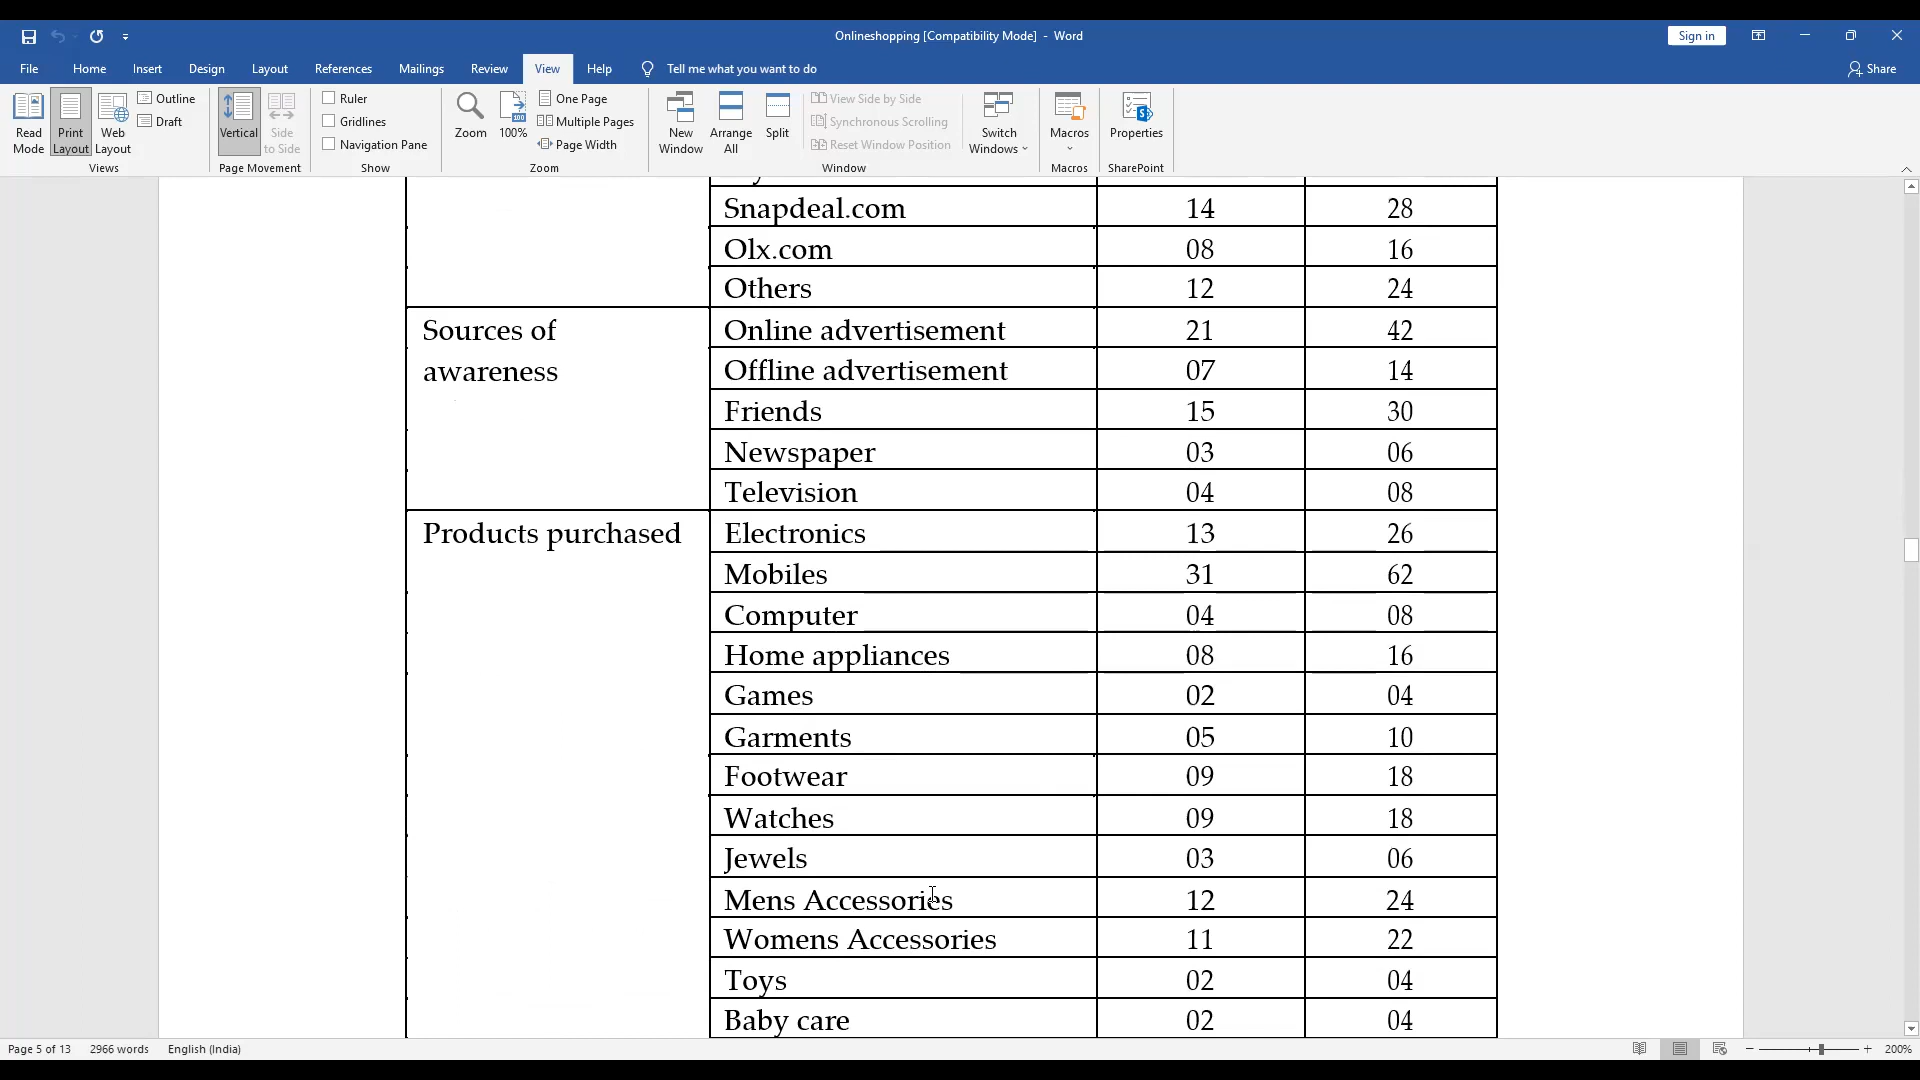 Onlineshopping [Compatibility Mode] - Word
Sign in
File Home Insert Design Layout References Mailings Review View Help Tell me what you want to do Share
Read Mode
Print Layout
Web Layout
Outline
Draft
Views
Vertical
Side to Side
Page Movement
Ruler
Gridlines
Navigation Pane
Show
Zoom
100%
One Page
Multiple Pages
Page Width
Zoom
New Window
Arrange All
Split
View Side by Side
Synchronous Scrolling
Reset Window Position
Switch Windows
Window
Macros
Macros
Properties
SharePoint
Snapdeal.com 14 28
Olx.com 08 16
Others 12 24
Sources of Online advertisement 21 42
awareness Offline advertisement 07 14
Friends 15 30
Newspaper 03 06
Television 04 08
Products purchased Electronics 13 26
Mobiles 31 62
Computer 04 08
Home appliances 08 16
Games 02 04
Garments 05 10
Footwear 09 18
Watches 09 18
Jewels 03 06
Mens Accessories 12 24
Womens Accessories 11 22
Toys 02 04
Baby care 02 04
Page 5 of 13 2966 words English (India) 200%